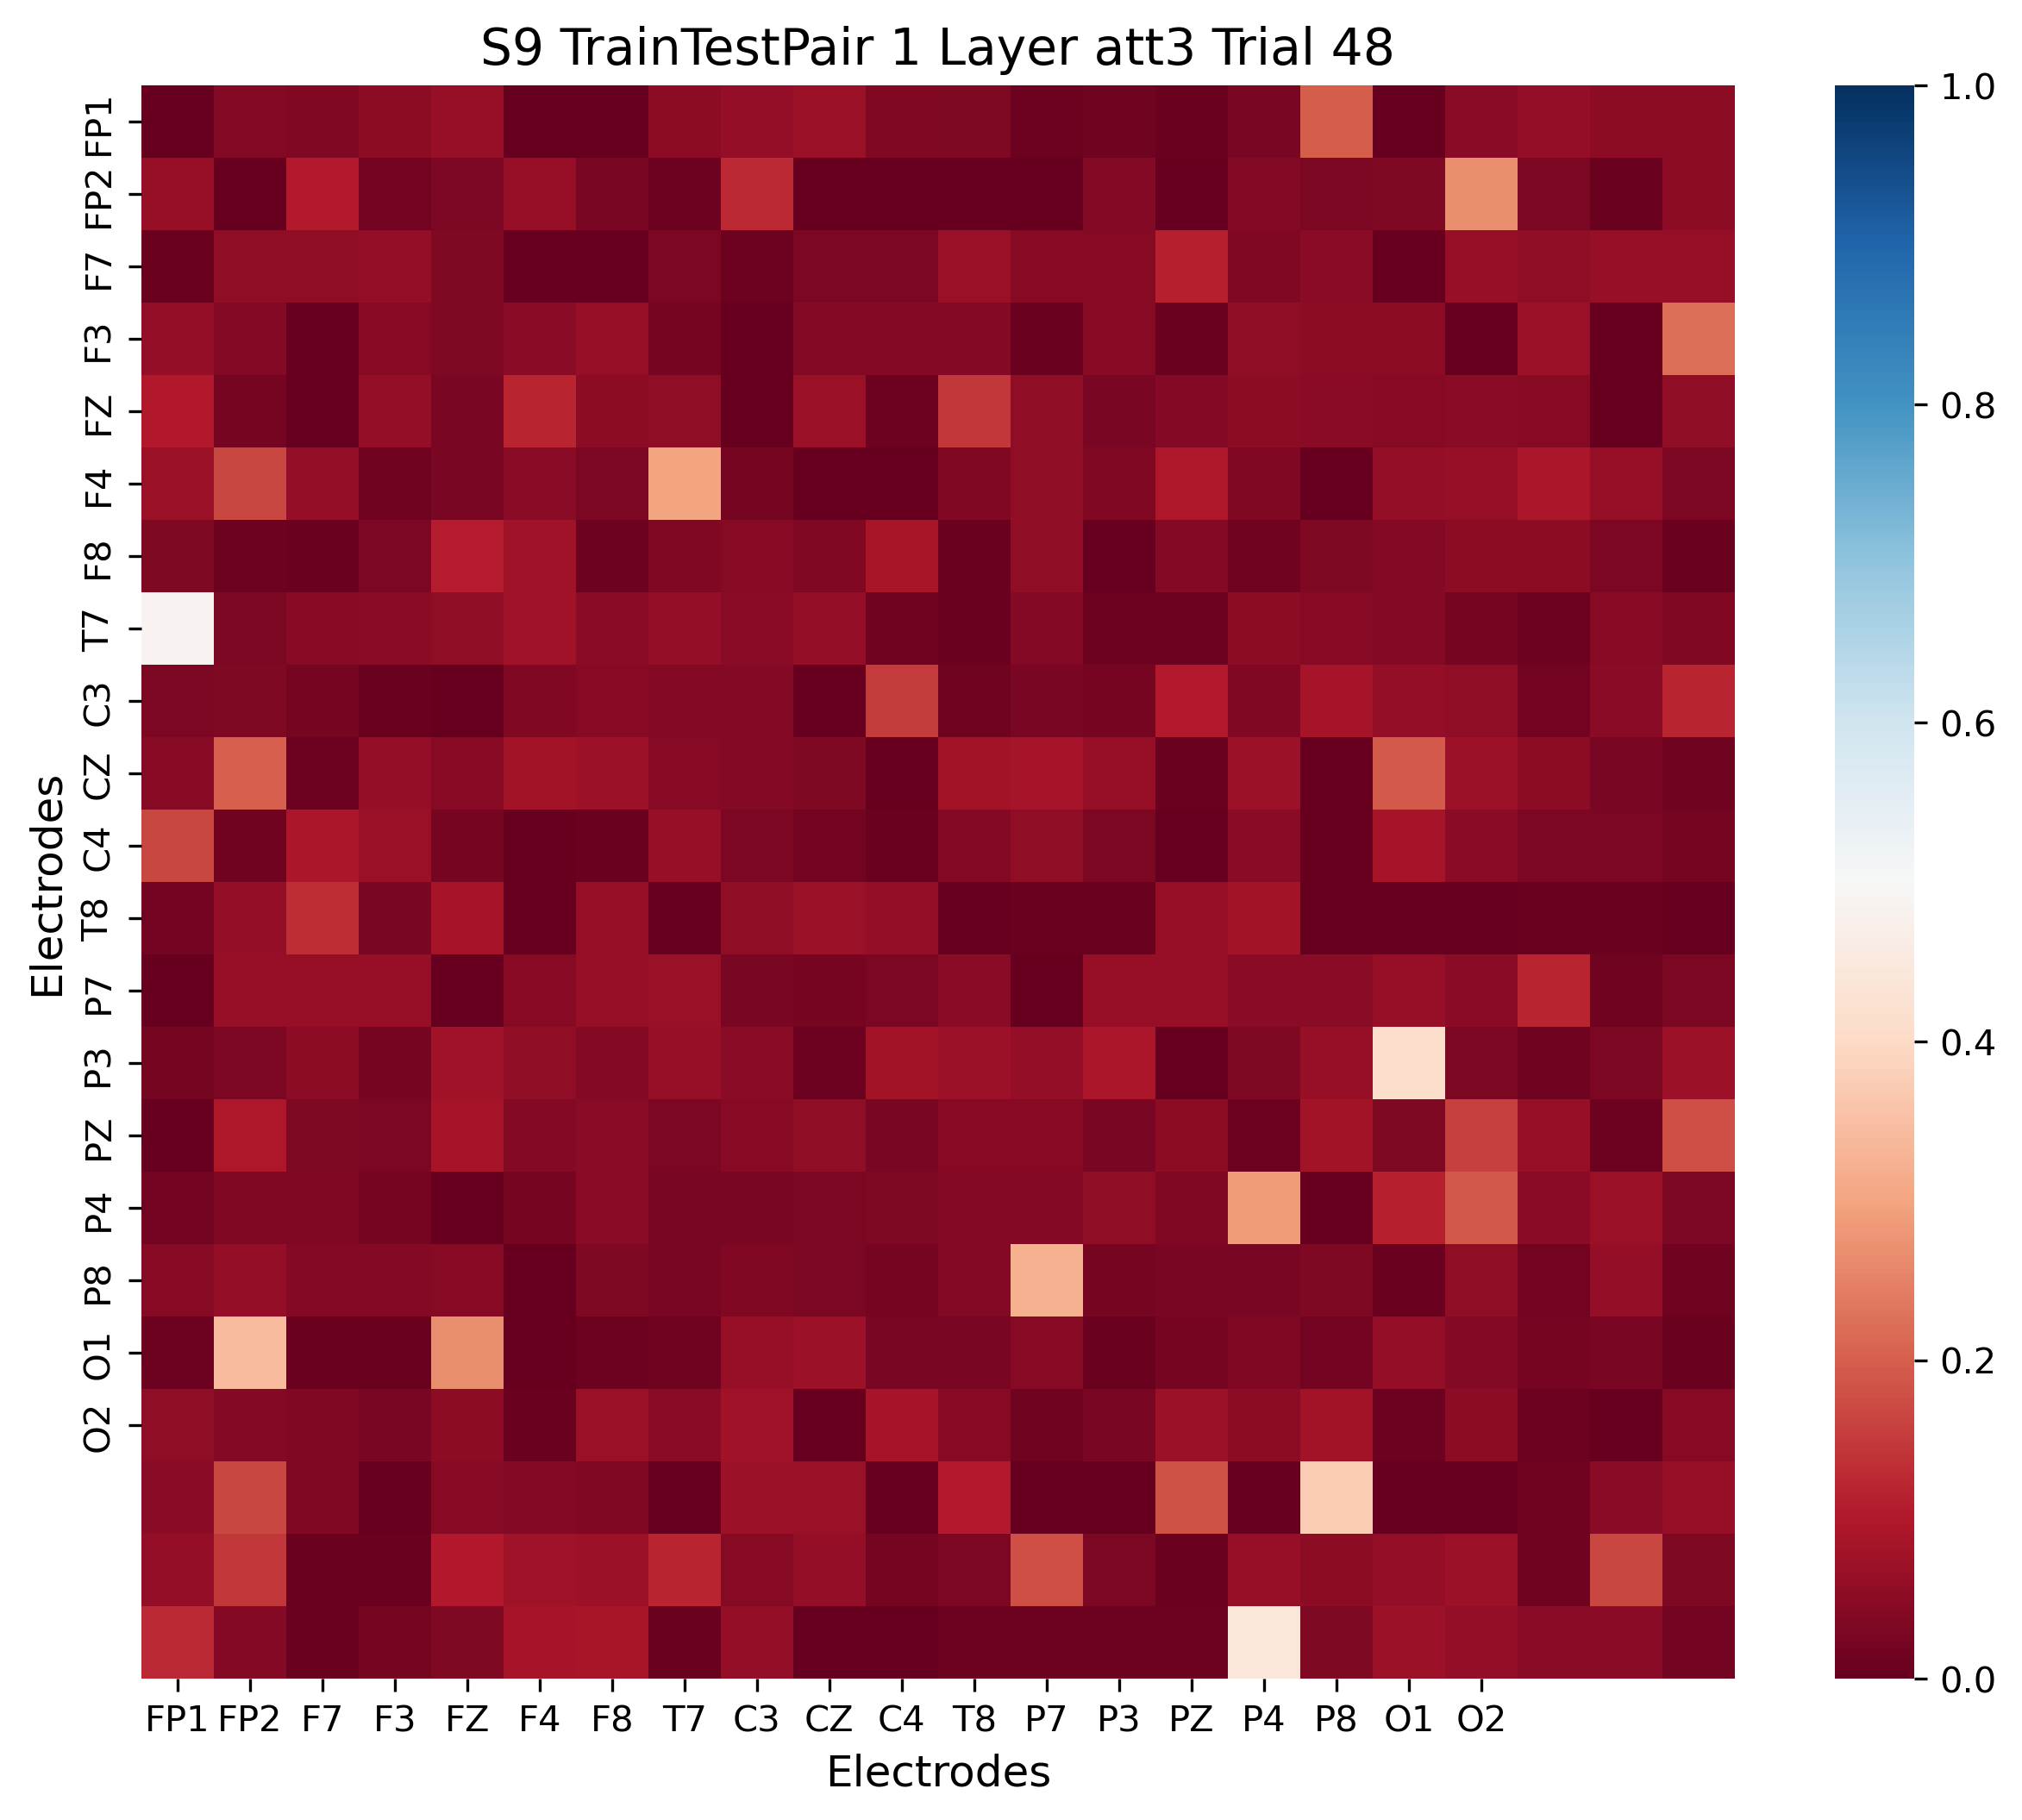 S9 TrainTestPair 1 Layer att3 Trial 48
Electrodes
FP1
FP2
F7
F3
FZ
F4
F8
T7
C3
CZ
C4
T8
P7
P3
PZ
P4
P8
O1
O2
FP1 FP2 F7 F3 FZ F4 F8 T7 C3 CZ C4 T8 P7 P3 PZ P4 P8 O1 O2
Electrodes
1.0
0.8
0.6
0.4
0.2
0.0